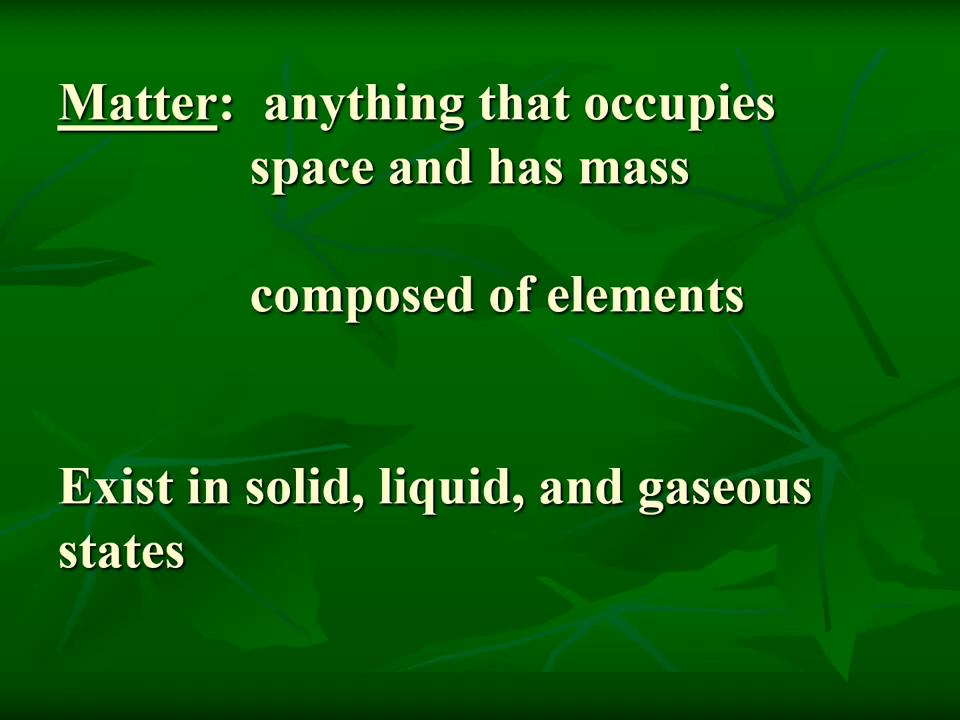 Matter: anything that occupies
space and has mass
composed of elements
Exist in solid, liquid, and gaseous
states